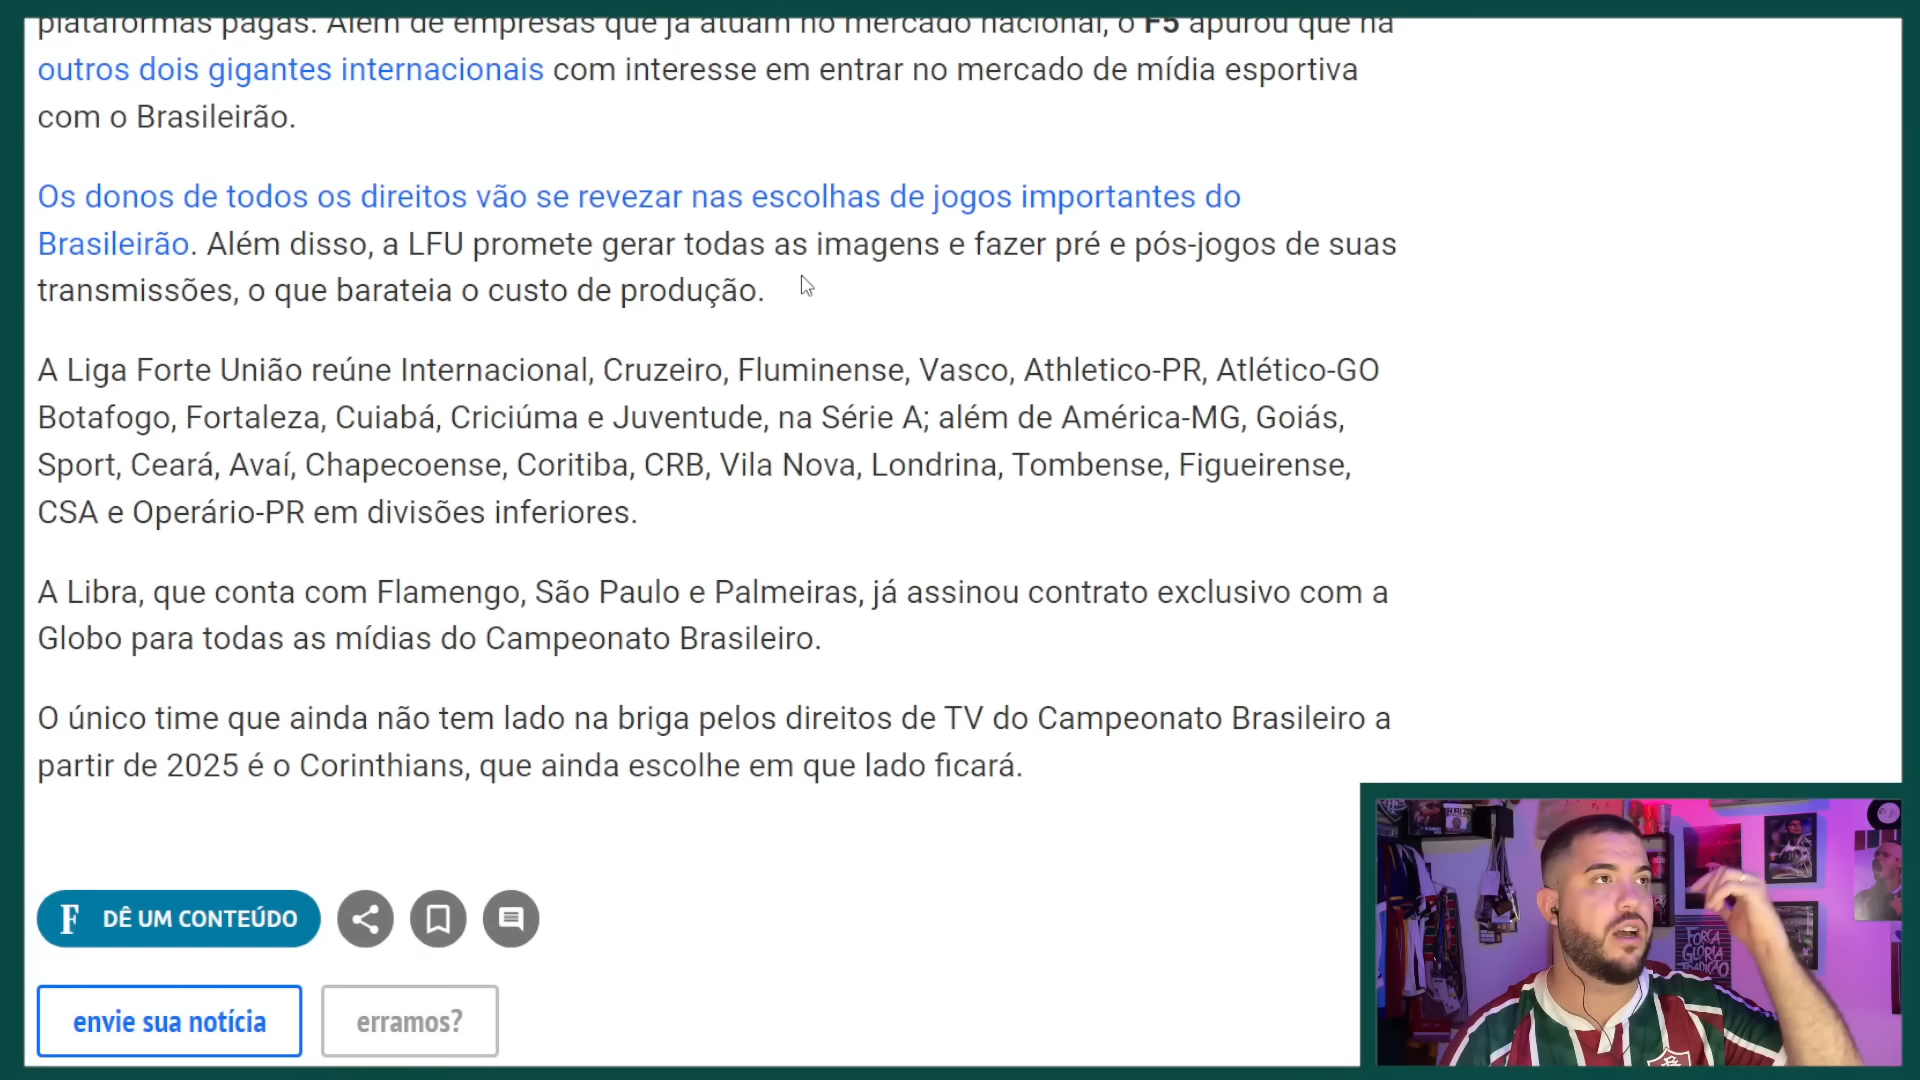 plataformas pagas. Além de empresas que já atuam no mercado nacional, o F5 apurou que há
outros dois gigantes internacionais com interesse em entrar no mercado de mídia esportiva
com o Brasileirão.
Os donos de todos os direitos vão se revezar nas escolhas de jogos importantes do
Brasileirão. Além disso, a LFU promete gerar todas as imagens e fazer pré e pós-jogos de suas
transmissões, o que barateia o custo de produção.
A Liga Forte União reúne Internacional, Cruzeiro, Fluminense, Vasco, Athletico-PR, Atlético-GO
Botafogo, Fortaleza, Cuiabá, Criciúma e Juventude, na Série A; além de América-MG, Goiás,
Sport, Ceará, Avaí, Chapecoense, Coritiba, CRB, Vila Nova, Londrina, Tombense, Figueirense,
CSA e Operário-PR em divisões inferiores.
A Libra, que conta com Flamengo, São Paulo e Palmeiras, já assinou contrato exclusivo com a
Globo para todas as mídias do Campeonato Brasileiro.
O único time que ainda não tem lado na briga pelos direitos de TV do Campeonato Brasileiro a
partir de 2025 é o Corinthians, que ainda escolhe em que lado ficará.
F DÊ UM CONTEÚDO
envie sua notícia erramos?
FORÇA
GLÓRIA
TRADIÇÃO